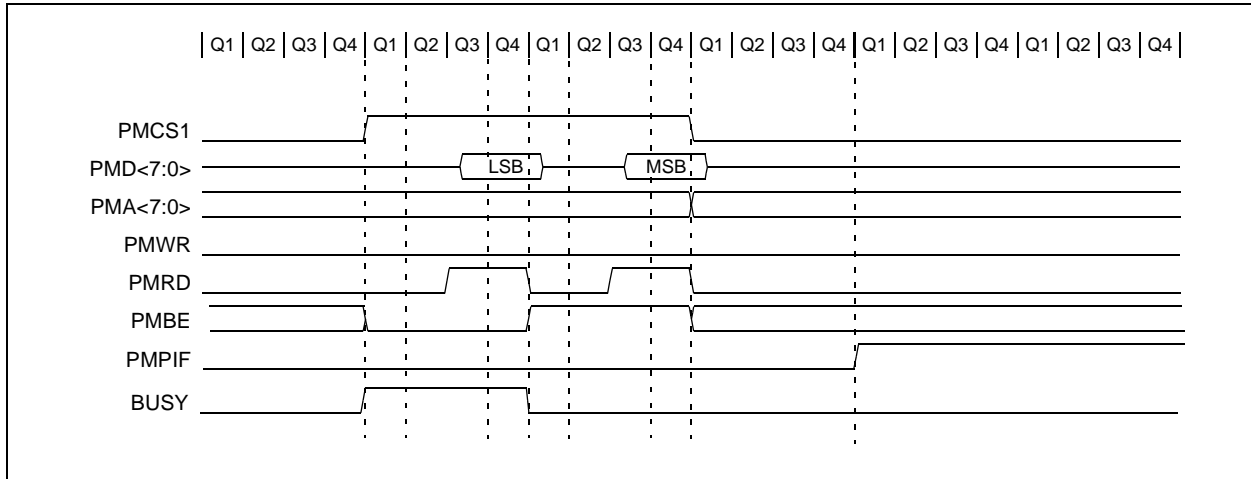 Q1 Q2 Q3 Q4 Q1 Q2 Q3 Q4 Q1 Q2 Q3 Q4 Q1 Q2 Q3 Q4 Q1 Q2 Q3 Q4 Q1 Q2 Q3 Q4
PMCS1
PMD<7:0> LSB MSB
PMA<7:0>
PMWR
PMRD
PMBE
PMPIF
BUSY